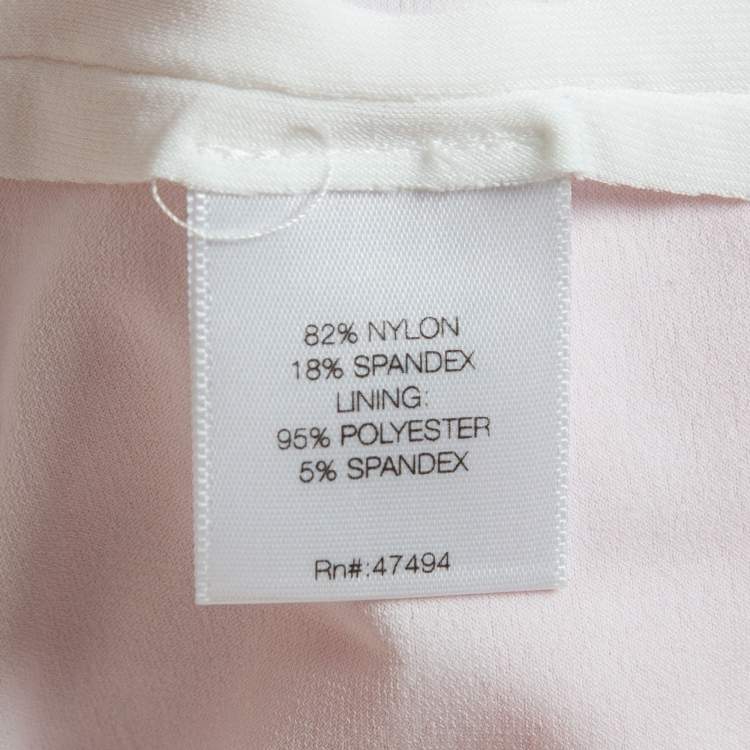 82% NYLON
18% SPANDEX
LINING:
95% POLYESTER
5% SPANDEX
Rn#:47494